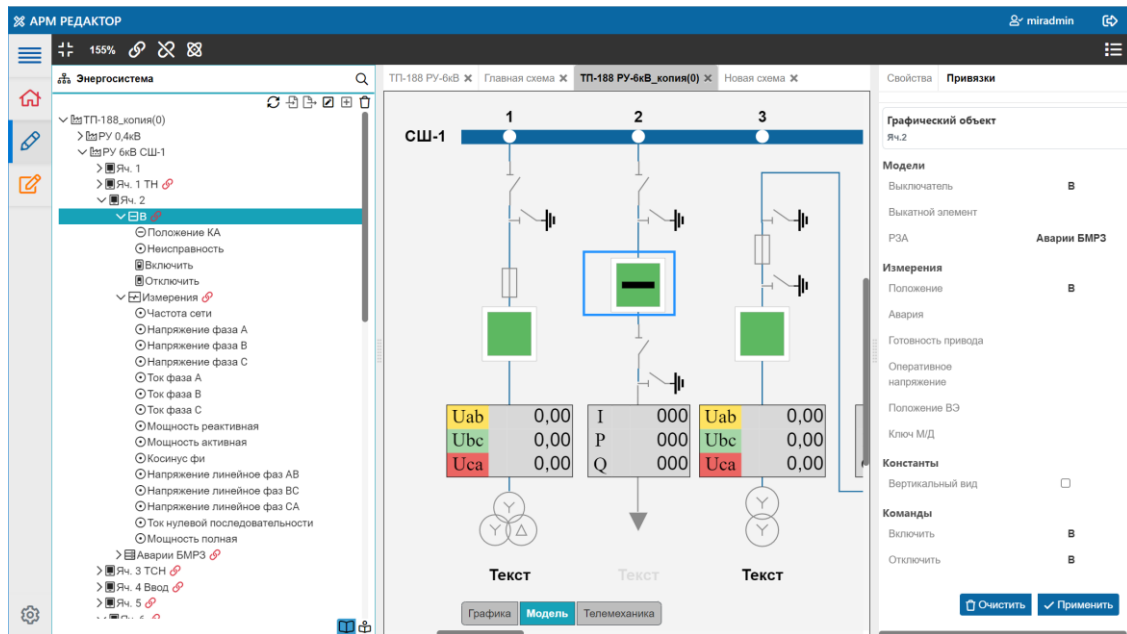 АРМ РЕДАКТОР
miradmin
155%
Энергосистема
ТП-188_копия(0)
РУ 0,4кВ
РУ 6кВ СШ-1
Яч. 1
Яч. 1 ТН
Яч. 2
В
Положение КА
Неисправность
Включить
Отключить
Измерения
Частота сети
Напряжение фаза А
Напряжение фаза В
Напряжение фаза С
Ток фаза А
Ток фаза В
Ток фаза С
Мощность реактивная
Мощность активная
Косинус фи
Напряжение линейное фаз АВ
Напряжение линейное фаз ВС
Напряжение линейное фаз СА
Ток нулевой последовательности
Мощность полная
Аварии БМРЗ
Яч. 3 ТСН
Яч. 4 Ввод
Яч. 5
ТП-188 РУ-6кВ
Главная схема
ТП-188 РУ-6кВ_копия(0)
Новая схема
1 2 3
СШ-1
Uab 0,00 I 000 Uab 0,00
Ubc 0,00 P 000 Ubc 0,00
Uca 0,00 Q 000 Uca 0,00
Y Y
Y Δ Y
Текст Текст Текст
Графика Модель Телемеханика
Свойства Привязки
Графический объект
Яч.2
Модели
Выключатель В
Выкатной элемент
РЗА Аварии БМРЗ
Измерения
Положение В
Авария
Готовность привода
Оперативное
напряжение
Положение ВЭ
Ключ М/Д
Константы
Вертикальный вид
Команды
Включить В
Отключить В
Очистить Применить